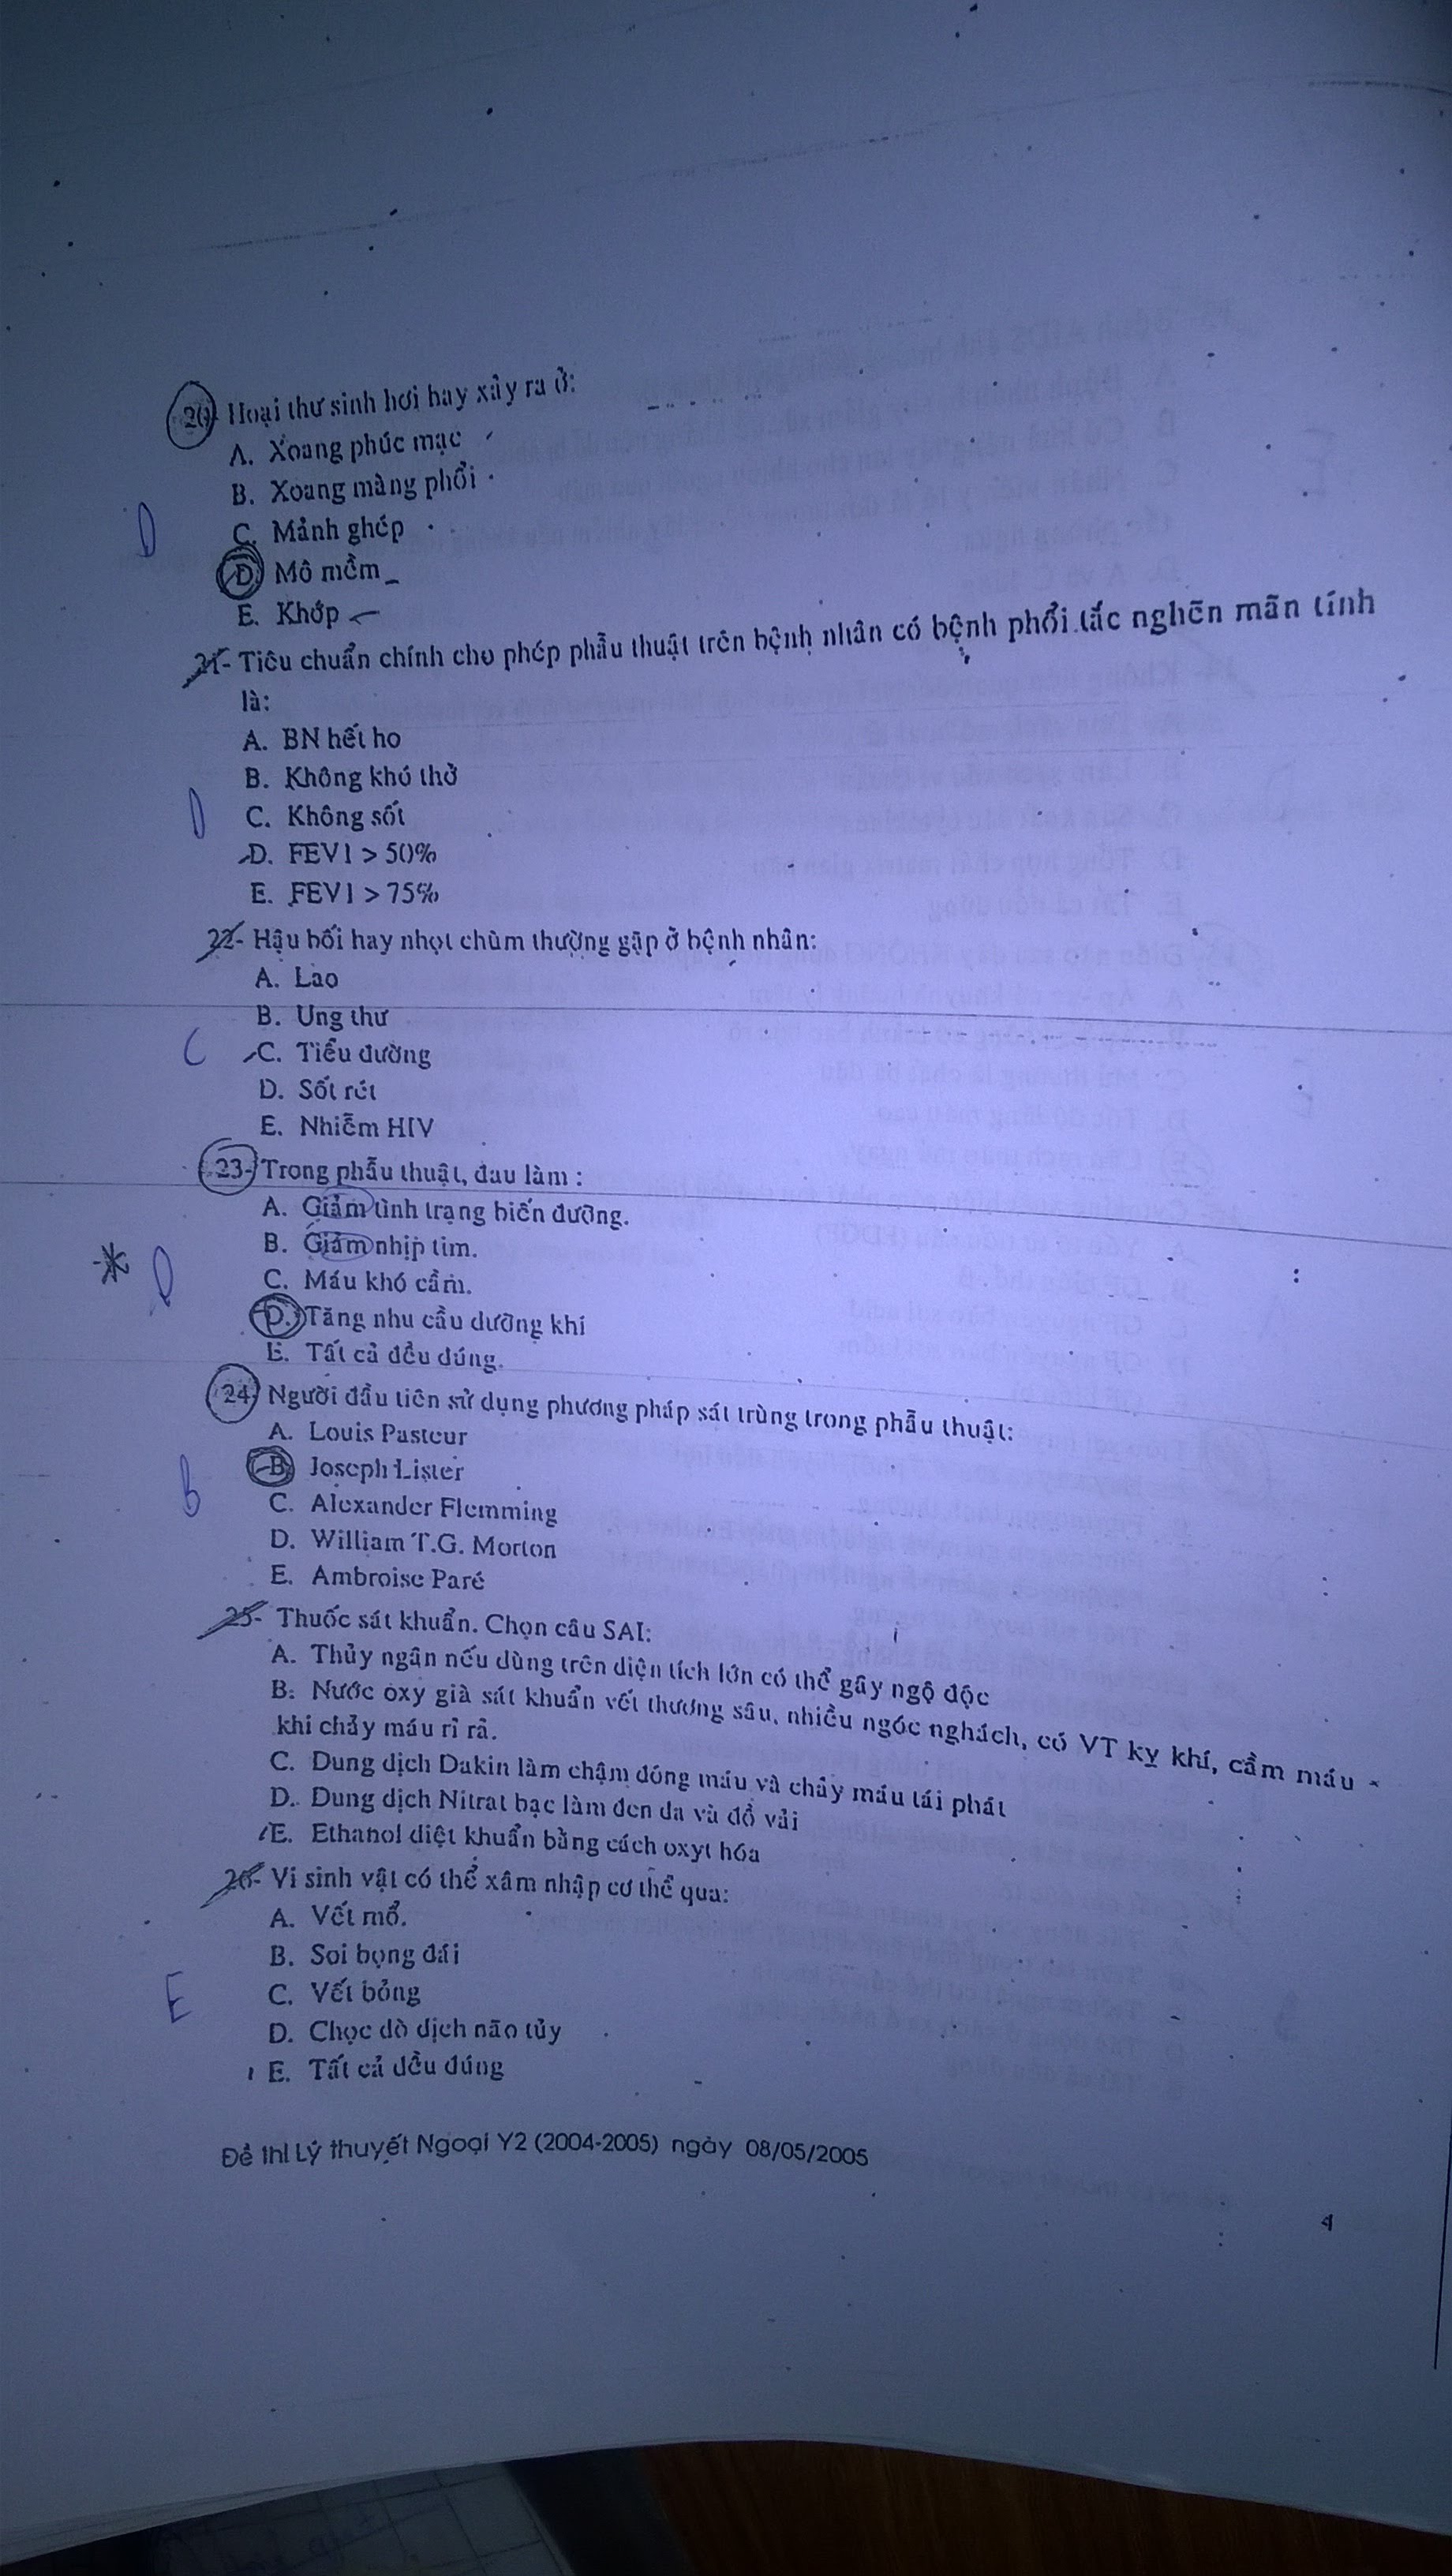 20- Hoại thư sinh hơi hay xảy ra ở:
A. Xoang phúc mạc
B. Xoang màng phổi
D
C. Mảnh ghép
D. Mô mềm
E. Khớp
21- Tiêu chuẩn chính cho phép phẫu thuật trên bệnh nhân có bệnh phổi tắc nghẽn mãn tính
là:
A. BN hết ho
B. Không khó thở
D
C. Không sốt
D. FEV1 > 50%
E. FEV1 > 75%
22- Hậu bối hay nhọt chùm thường gặp ở bệnh nhân:
A. Lao
B. Ung thư
C
C. Tiểu đường
D. Sốt rét
E. Nhiễm HIV
23- Trong phẫu thuật, đau làm :
A. Giảm tình trạng biến dưỡng.
B. Giảm nhịp tim.
* D
C. Máu khó cầm.
D. Tăng nhu cầu dưỡng khí
E. Tất cả đều đúng.
24- Người đầu tiên sử dụng phương pháp sát trùng trong phẫu thuật:
A. Louis Pasteur
B
B. Joseph Lister
C. Alexander Flemming
D. William T.G. Morton
E. Ambroise Paré
25- Thuốc sát khuẩn. Chọn câu SAI:
A. Thủy ngân nếu dùng trên diện tích lớn có thể gây ngộ độc
B. Nước oxy già sát khuẩn vết thương sâu, nhiều ngóc nghách, có VT kỵ khí, cầm máu
khi chảy máu rỉ rả.
C. Dung dịch Dakin làm chậm đông máu và chảy máu tái phát
D. Dung dịch Nitrat bạc làm đen da và đồ vải
E. Ethanol diệt khuẩn bằng cách oxyt hóa
26- Vi sinh vật có thể xâm nhập cơ thể qua:
A. Vết mổ.
B. Soi bọng đái
E
C. Vết bỏng
D. Chọc dò dịch não tủy
E. Tất cả đều đúng
Đề thi Lý thuyết Ngoại Y2 (2004-2005) ngày 08/05/2005
4